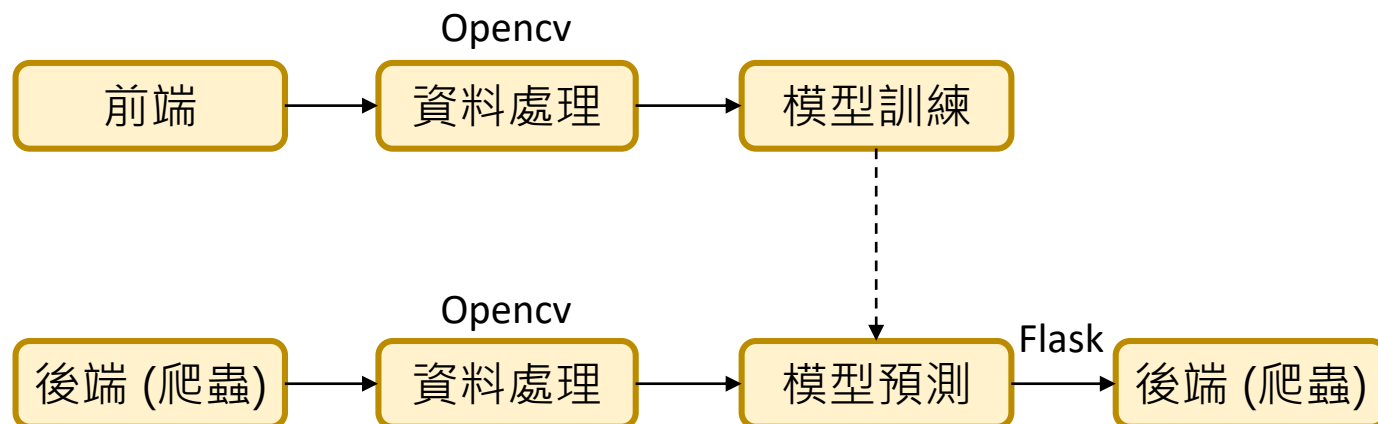 Opencv
前端
資料處理
模型訓練
Opencv
Flask
後端 (爬蟲)
資料處理
模型預測
後端 (爬蟲)